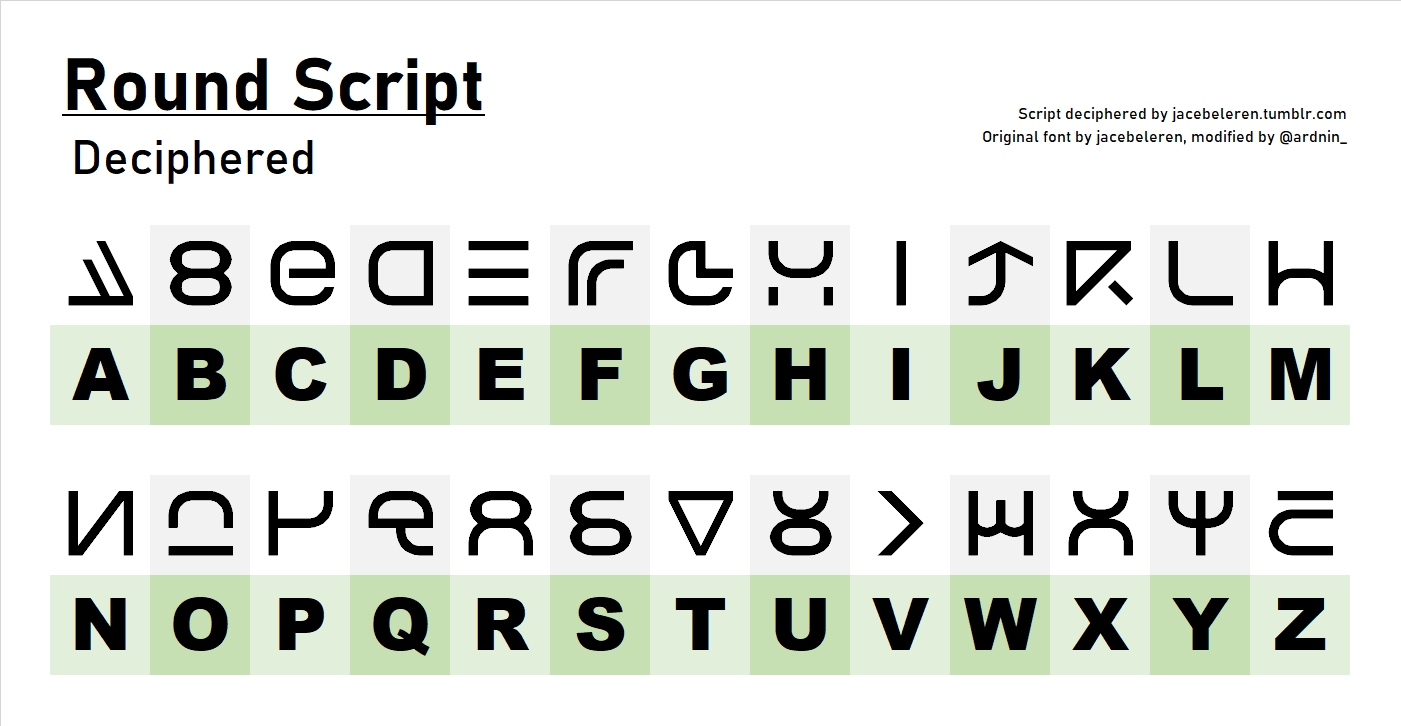 Round Script
Deciphered
Script deciphered by jacebeleren.tumblr.com
Original font by jacebeleren, modified by @ardnin_
A B C D E F G H I J K L M
N O P Q R S T U V W X Y Z